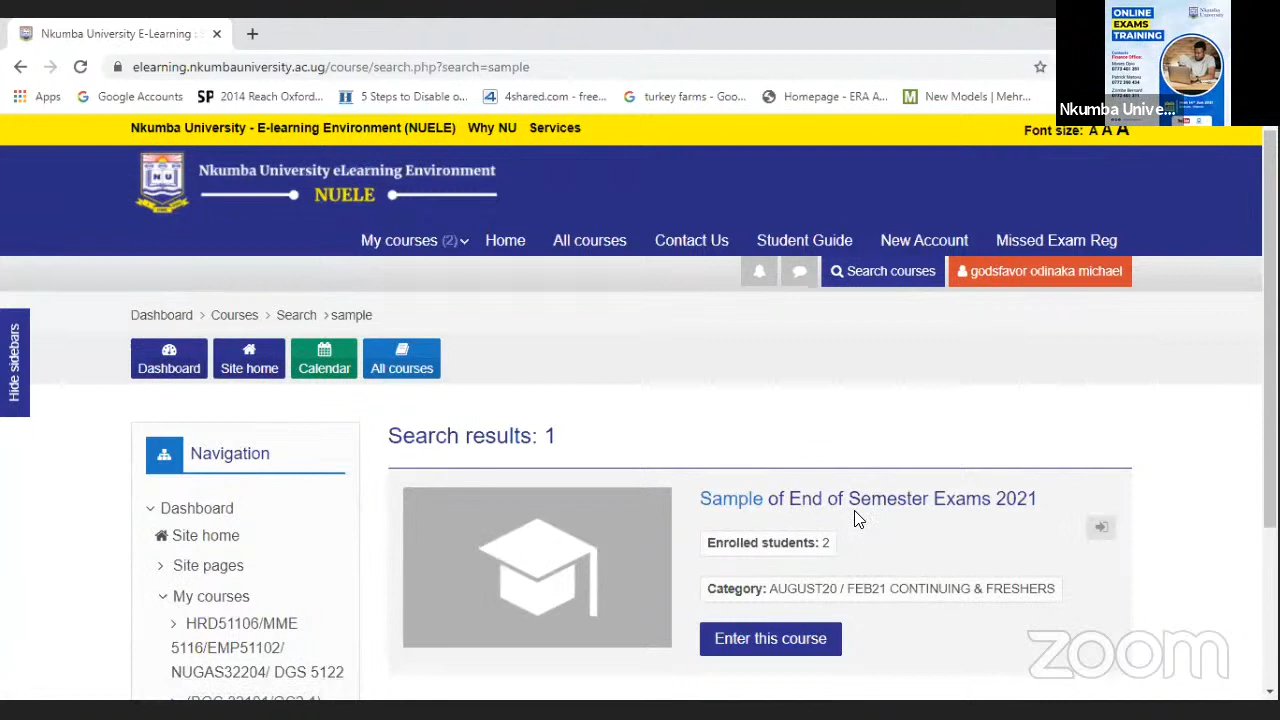 Nkumba University E-Learning :
elearning.nkumbauniversity.ac.ug/course/search.
search=sample
Apps
Google Accounts
2014 Reach Oxford...
4shared.com - free...
turkey farms - Goo...
Homepage - ERA A...
New Models | Mehr...
ONLINE
EXAMS
TRAINING
Nkumba Unive...
Nkumba University - E-learning Environment (NUELE)
Why NU
Services
Font size: A A A
Nkumba University eLearning Environment
NUELE
My courses (2)
Home
All courses
Contact Us
Student Guide
New Account
Missed Exam Reg
Search courses
godsfavor odinaka michael
Hide sidebars
Dashboard > Courses > Search > sample
Dashboard
Site home
Calendar
All courses
Navigation
Dashboard
Site home
Site pages
My courses
HRD51106/MME
5116/EMP51102/
NUGAS32204/ DGS 5122
Search results: 1
Sample of End of Semester Exams 2021
Enrolled students: 2
Category: AUGUST20 / FEB21 CONTINUING & FRESHERS
Enter this course
zoom